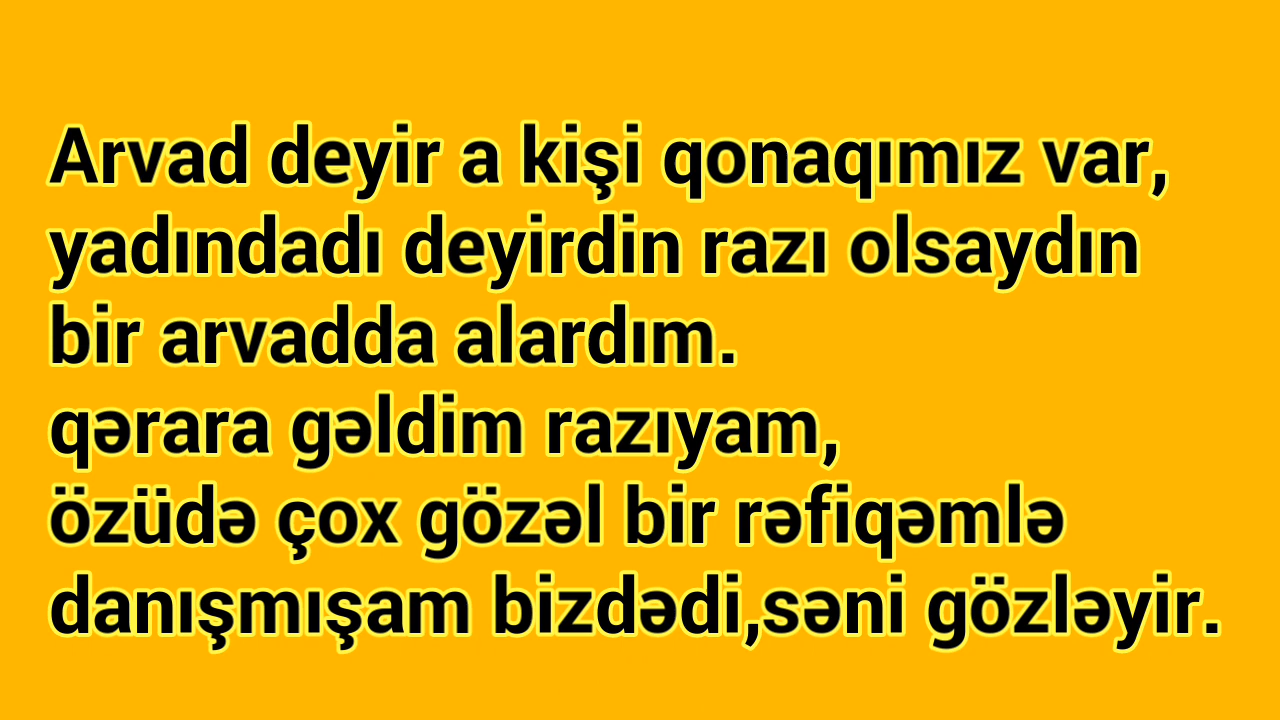 Arvad deyir a kişi qonaqımız var,
yadındadı deyirdin razı olsaydın
bir arvadda alardım.
qərara gəldim razıyam,
özüdə çox gözəl bir rəfiqəmlə
danışmışam bizdədi,səni gözləyir.